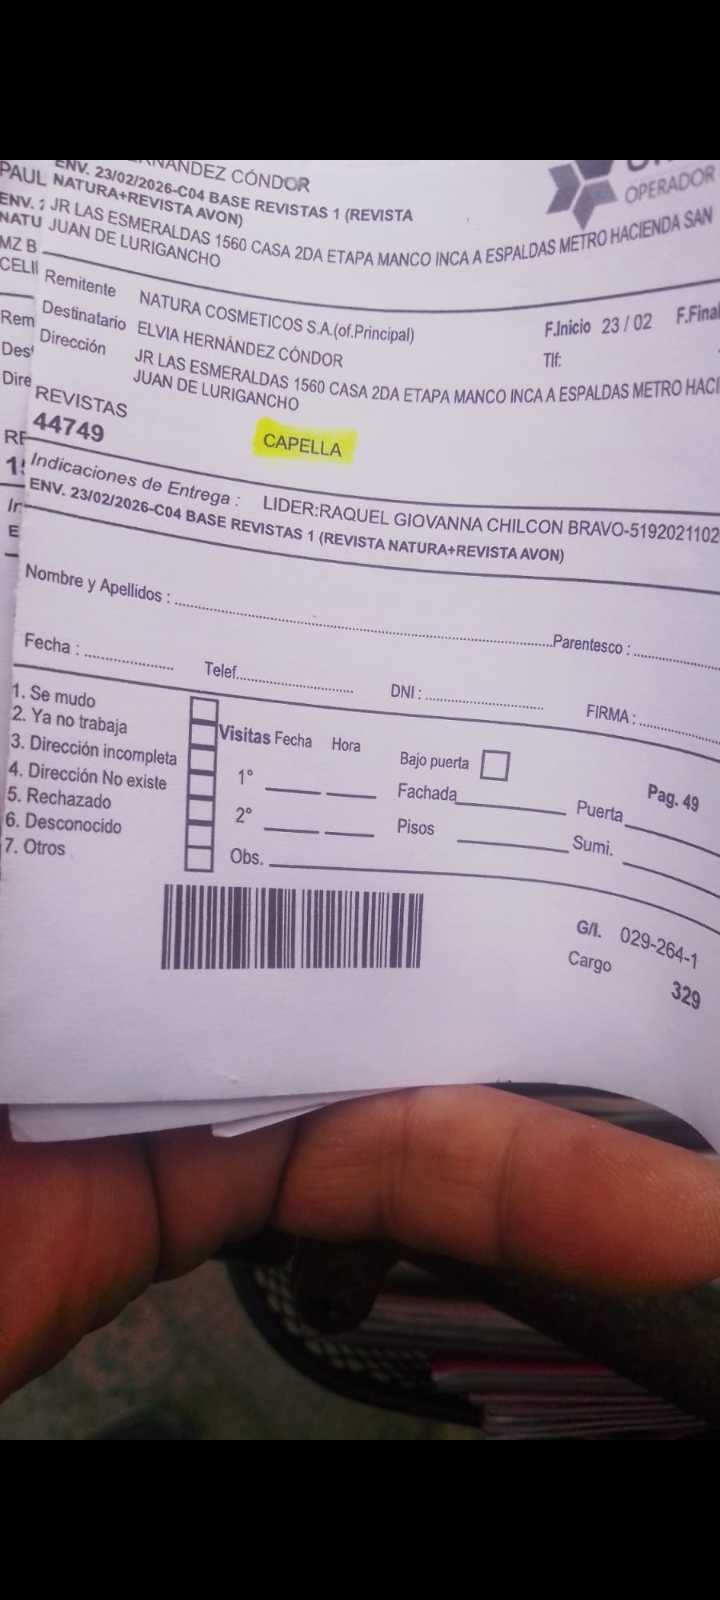 HERNÁNDEZ CÓNDOR
ENV. 23/02/2026-C04 BASE REVISTAS 1 (REVISTA
NATURA+REVISTA AVON)
JR LAS ESMERALDAS 1560 CASA 2DA ETAPA MANCO INCA A ESPALDAS METRO HACIENDA SAN
JUAN DE LURIGANCHO
OPERADOR
PAUL
ENV.
NATU
MZ B
Remitente NATURA COSMETICOS S.A.(of.Principal) F.Inicio 23 / 02 F.Final
Destinatario ELVIA HERNÁNDEZ CÓNDOR Tlf:
Dirección JR LAS ESMERALDAS 1560 CASA 2DA ETAPA MANCO INCA A ESPALDAS METRO HACI
JUAN DE LURIGANCHO
REVISTAS
44749 CAPELLA
Indicaciones de Entrega : LIDER:RAQUEL GIOVANNA CHILCON BRAVO-5192021102
ENV. 23/02/2026-C04 BASE REVISTAS 1 (REVISTA NATURA+REVISTA AVON)
Nombre y Apellidos : Parentesco :
Fecha : Telef. DNI : FIRMA :
1. Se mudo
2. Ya no trabaja
3. Dirección incompleta
4. Dirección No existe
5. Rechazado
6. Desconocido
7. Otros
Visitas Fecha Hora Bajo puerta Pag. 49
1° Fachada Puerta
2° Pisos Sumi.
Obs.
G/I. 029-264-1
Cargo
329